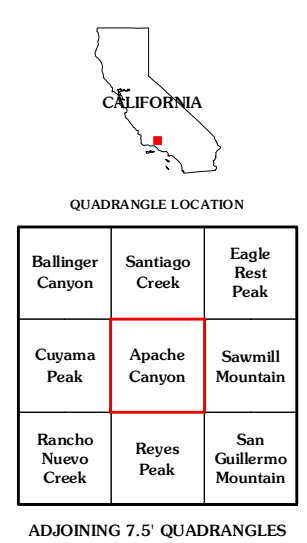 CALIFORNIA
QUADRANGLE LOCATION
Ballinger
Canyon
Santiago
Creek
Eagle
Rest
Peak
Cuyama
Peak
Apache
Canyon
Sawmill
Mountain
Rancho
Nuevo
Creek
Reyes
Peak
San
Guillermo
Mountain
ADJOINING 7.5' QUADRANGLES